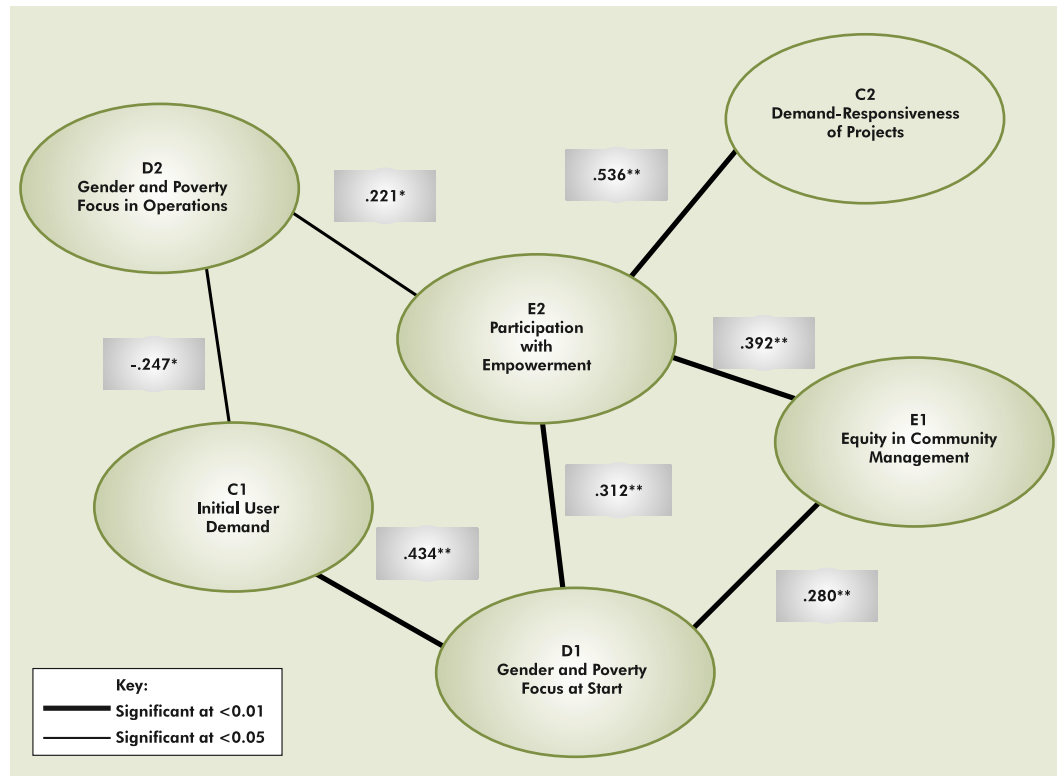 C2
Demand-Responsiveness
of Projects
D2
Gender and Poverty
Focus in Operations
.221*
.536**
E2
Participation
with
Empowerment
-.247*
.392**
E1
Equity in Community
Management
C1
Initial User
Demand
.312**
.434**
.280**
D1
Gender and Poverty
Focus at Start
Key:
Significant at <0.01
Significant at <0.05